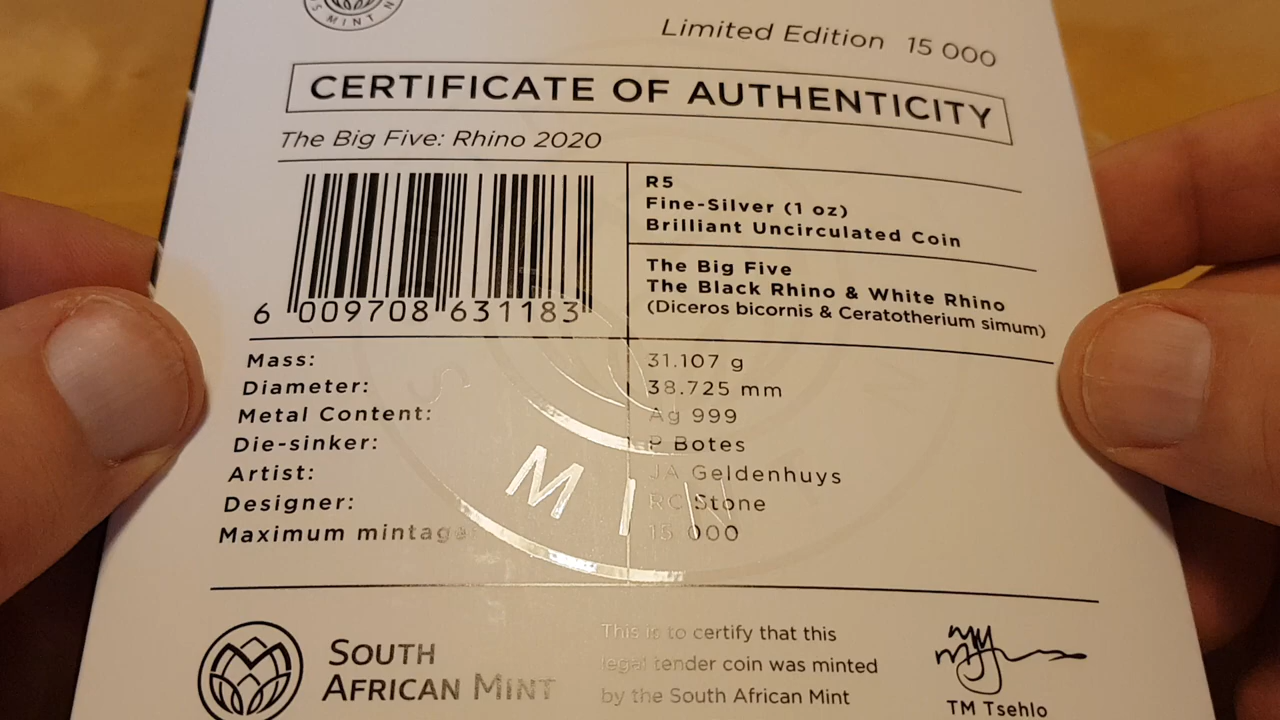 S MINT N
Limited Edition 15 000
CERTIFICATE OF AUTHENTICITY
The Big Five: Rhino 2020
R5
Fine-Silver (1 oz)
Brilliant Uncirculated Coin
The Big Five
The Black Rhino & White Rhino
(Diceros bicornis & Ceratotherium simum)
6 009708 631183
Mass: 31.107 g
Diameter: 38.725 mm
Metal Content: Ag 999
Die-sinker: P Botes
Artist: JA Geldenhuys
Designer: RC Stone
Maximum mintage 15 000
MIN
SOUTH
AFRICAN MINT
This is to certify that this
legal tender coin was minted
by the South African Mint
TM Tsehlo